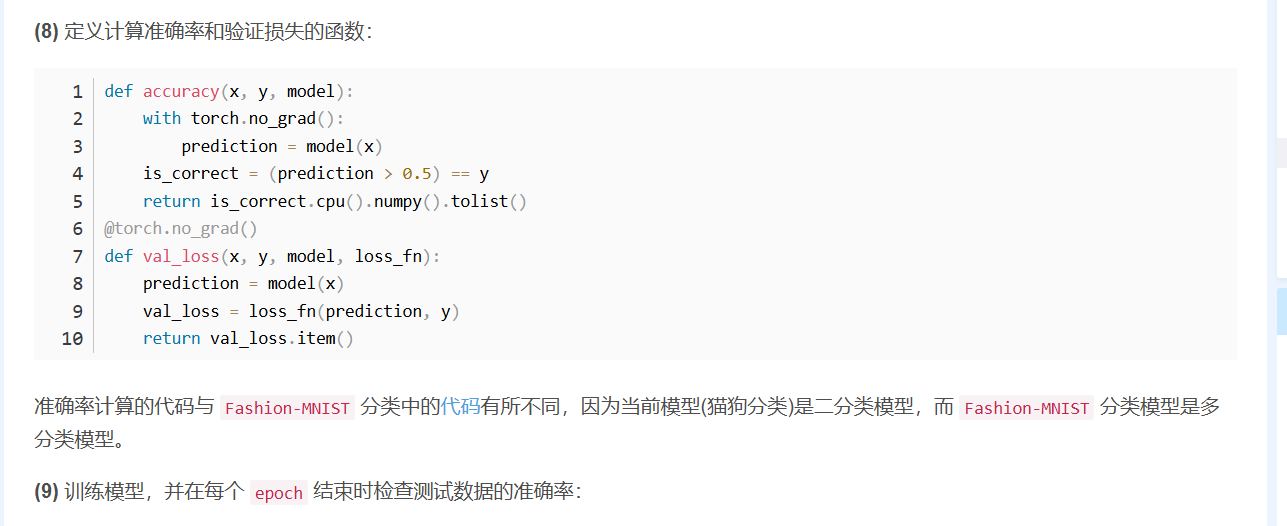 (8) 定义计算准确率和验证损失的函数：
1 def accuracy(x, y, model):
2     with torch.no_grad():
3         prediction = model(x)
4     is_correct = (prediction > 0.5) == y
5     return is_correct.cpu().numpy().tolist()
6 @torch.no_grad()
7 def val_loss(x, y, model, loss_fn):
8     prediction = model(x)
9     val_loss = loss_fn(prediction, y)
10     return val_loss.item()
准确率计算的代码与 Fashion-MNIST 分类中的代码有所不同，因为当前模型(猫狗分类)是二分类模型，而 Fashion-MNIST 分类模型是多
分类模型。
(9) 训练模型，并在每个 epoch 结束时检查测试数据的准确率：